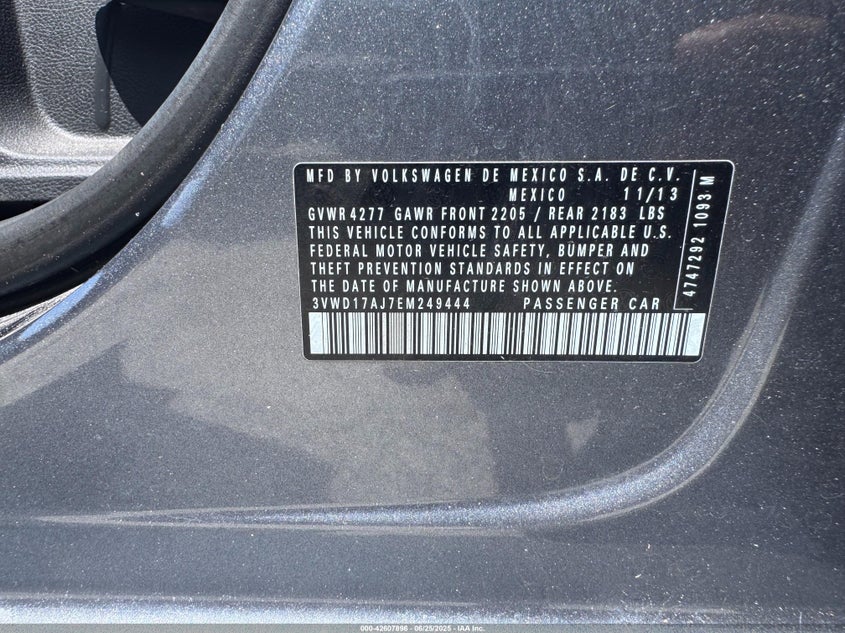 MFD BY VOLKSWAGEN DE MEXICO S.A. DE C.V.
MEXICO 11/13
GVWR 4277 GAWR FRONT 2205 / REAR 2183 LBS
THIS VEHICLE CONFORMS TO ALL APPLICABLE U.S.
FEDERAL MOTOR VEHICLE SAFETY, BUMPER AND
THEFT PREVENTION STANDARDS IN EFFECT ON
THE DATE OF MANUFACTURE SHOWN ABOVE.
3VWD17AJ7EM249444 PASSENGER CAR
4747292 1093 M
000-42607896 - 06/25/2025 - IAA Inc.